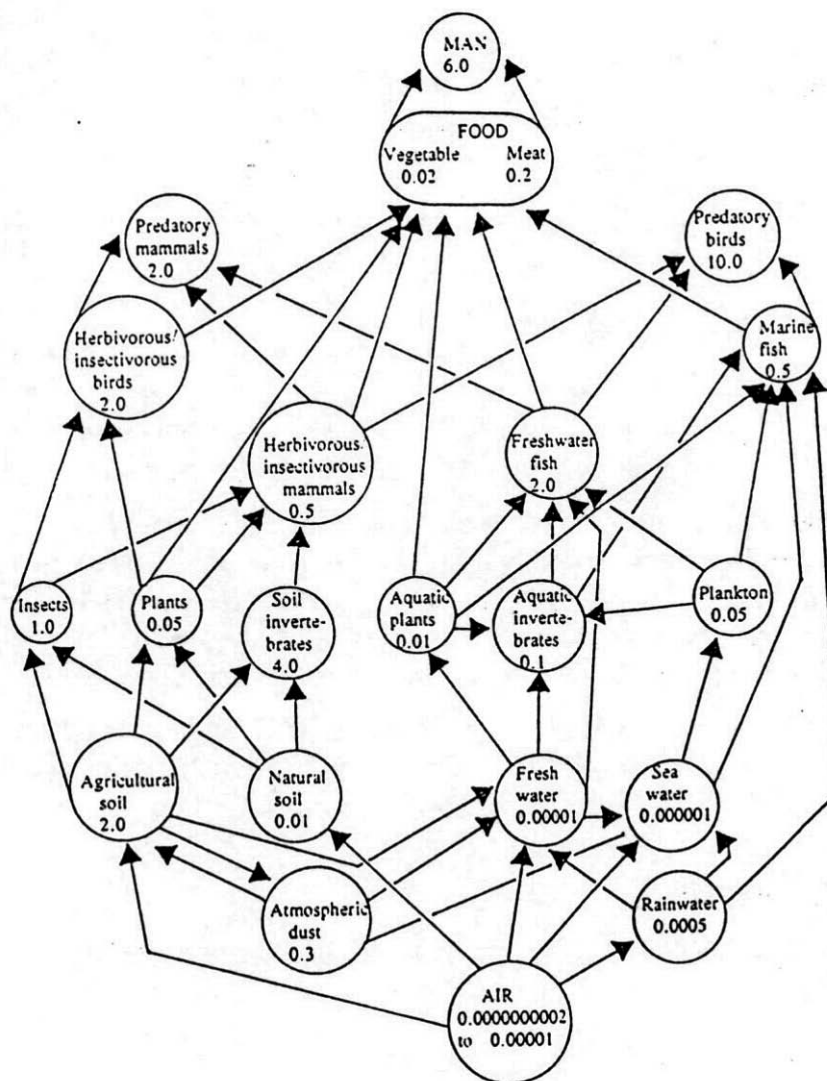 MAN
6.0
FOOD
Vegetable Meat
0.02 0.2
Predatory
mammals
2.0
Predatory
birds
10.0
Herbivorous/
insectivorous
birds
2.0
Marine
fish
0.5
Herbivorous/
insectivorous
mammals
0.5
Freshwater
fish
2.0
Insects
1.0
Plants
0.05
Soil
inverte-
brates
4.0
Aquatic
plants
0.01
Aquatic
inverte-
brates
0.1
Plankton
0.05
Agricultural
soil
2.0
Natural
soil
0.01
Fresh
water
0.00001
Sea
water
0.000001
Atmospheric
dust
0.3
Rainwater
0.0005
AIR
0.0000000002
to 0.00001